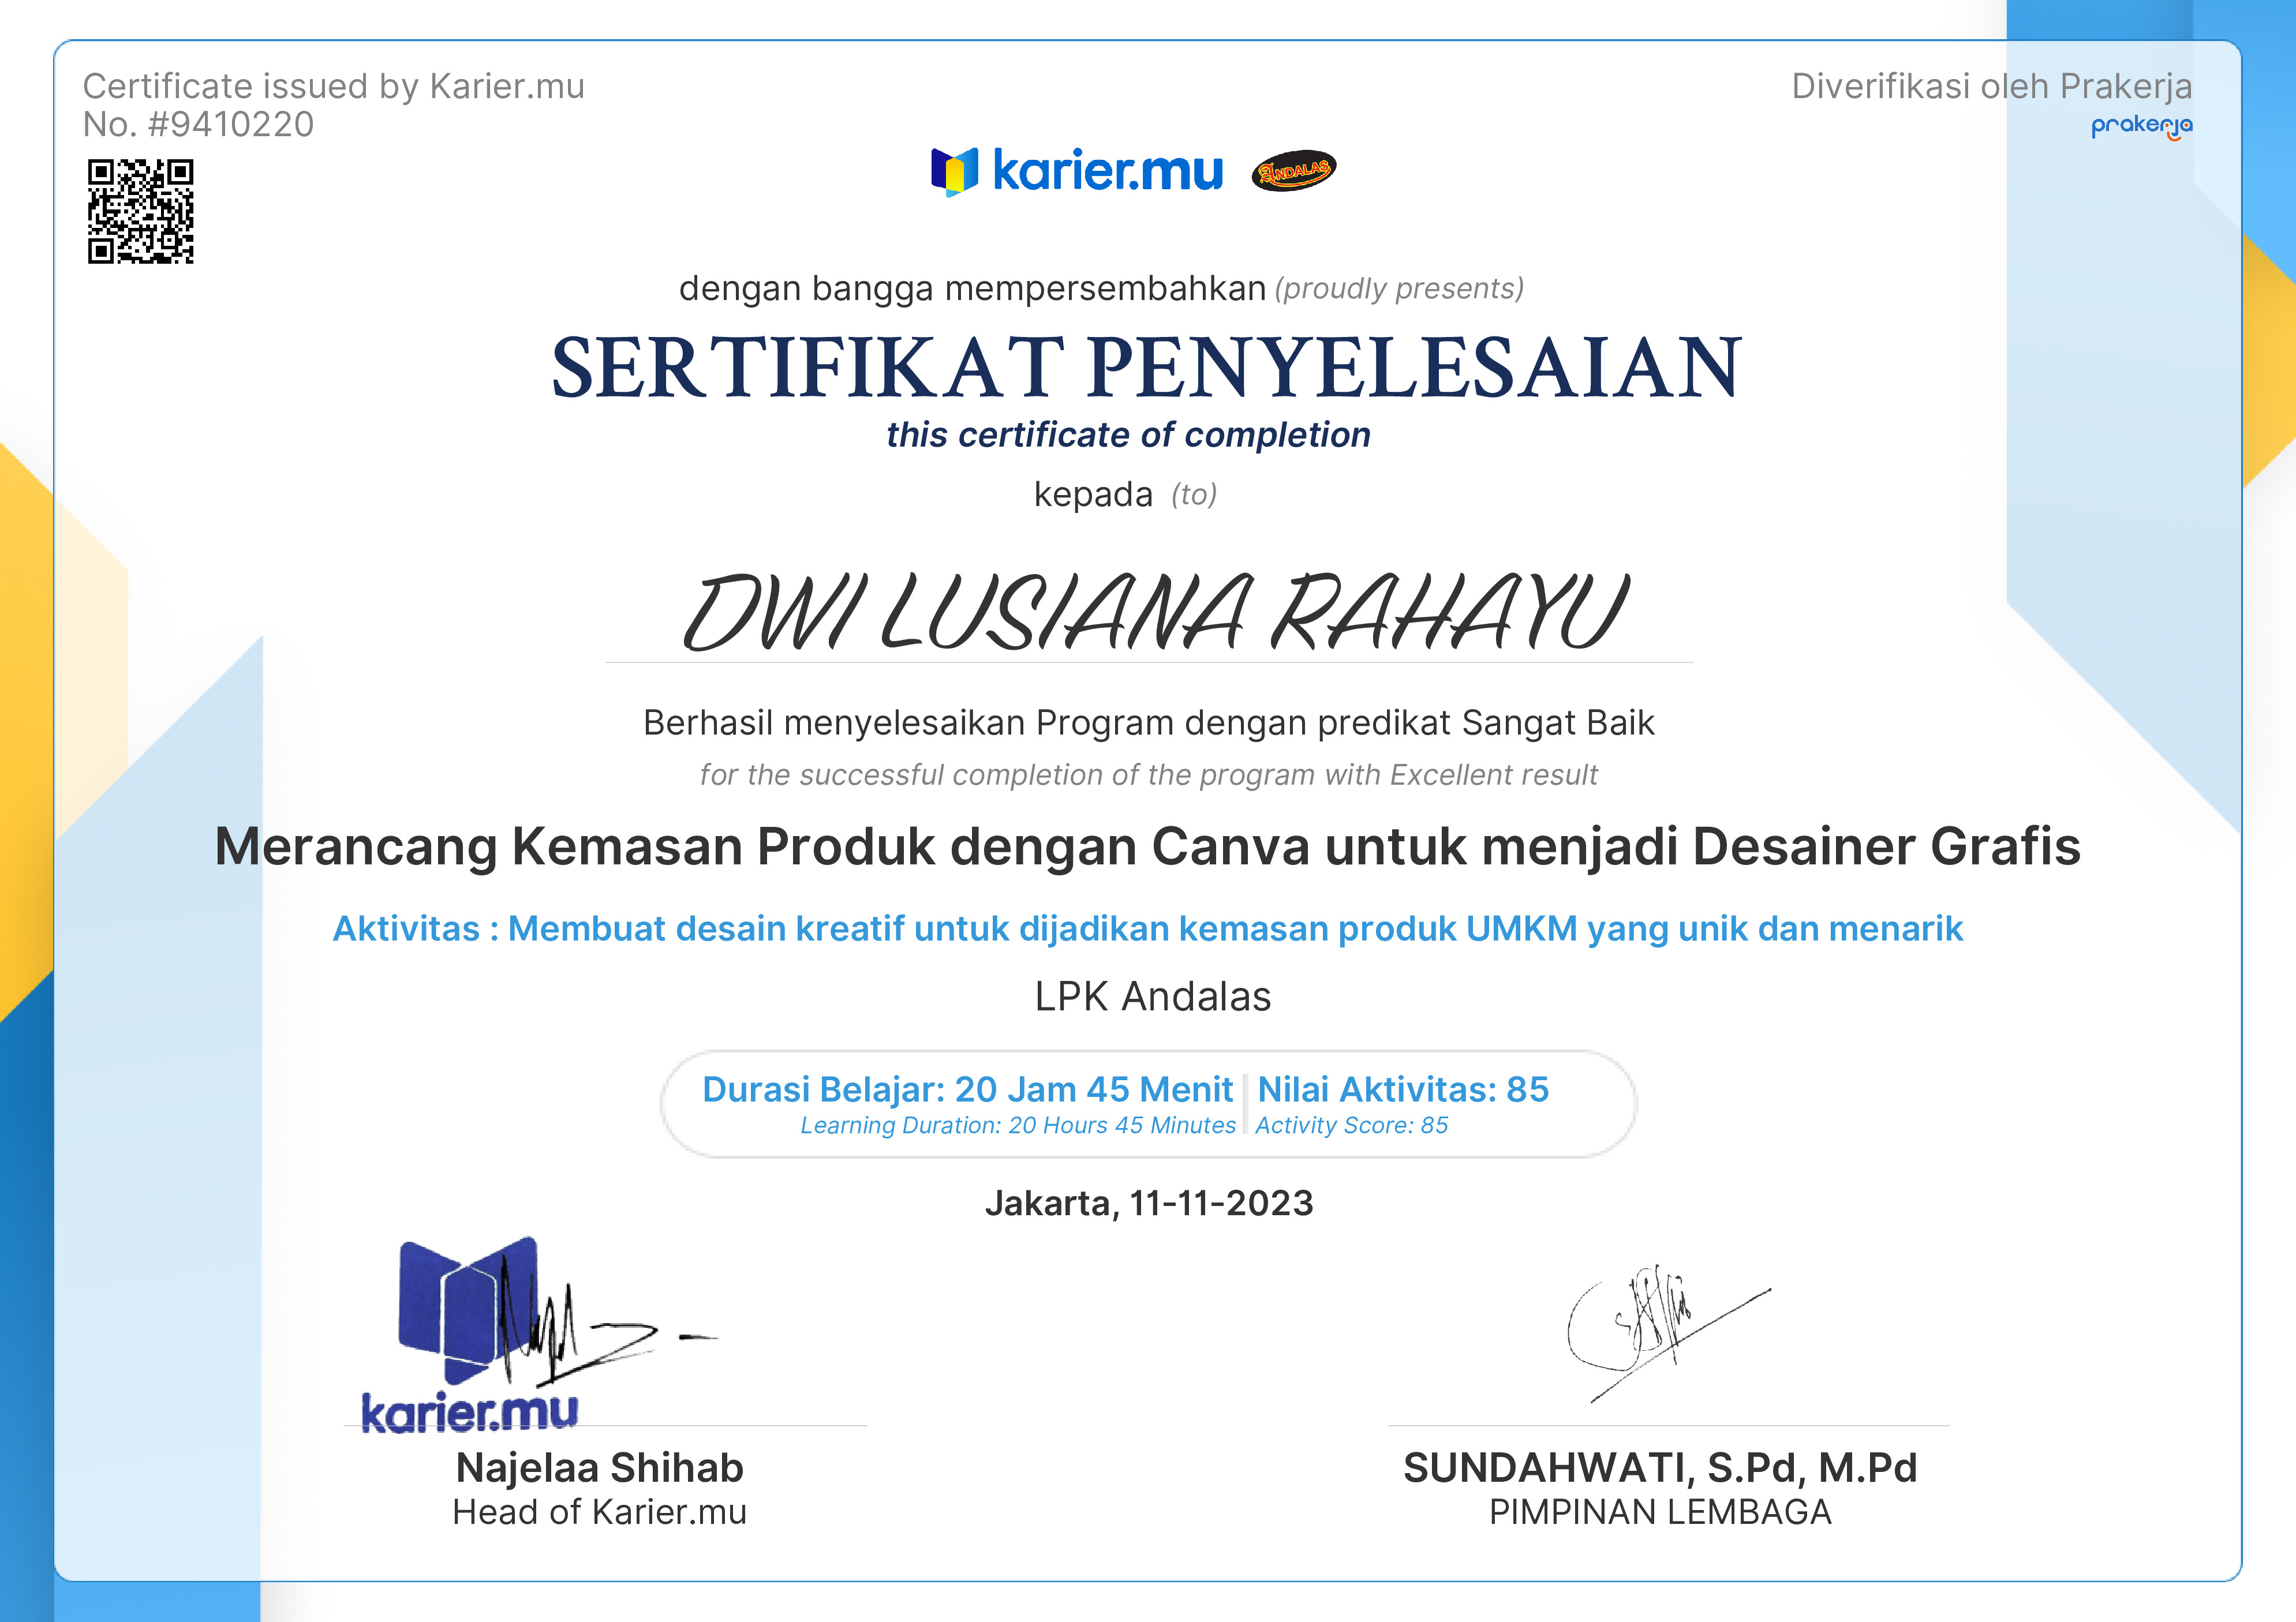 Certificate issued by Karier.mu
No. #9410220
Diverifikasi oleh Prakerja
prakerja
karier.mu
ANDALAS
dengan bangga mempersembahkan (proudly presents)
SERTIFIKAT PENYELESAIAN
this certificate of completion
kepada (to)
DWI LUSIANA RAHAYU
Berhasil menyelesaikan Program dengan predikat Sangat Baik
for the successful completion of the program with Excellent result
Merancang Kemasan Produk dengan Canva untuk menjadi Desainer Grafis
Aktivitas : Membuat desain kreatif untuk dijadikan kemasan produk UMKM yang unik dan menarik
LPK Andalas
Durasi Belajar: 20 Jam 45 Menit
Learning Duration: 20 Hours 45 Minutes
Nilai Aktivitas: 85
Activity Score: 85
Jakarta, 11-11-2023
karier.mu
Najelaa Shihab
Head of Karier.mu
SUNDAHWATI, S.Pd, M.Pd
PIMPINAN LEMBAGA